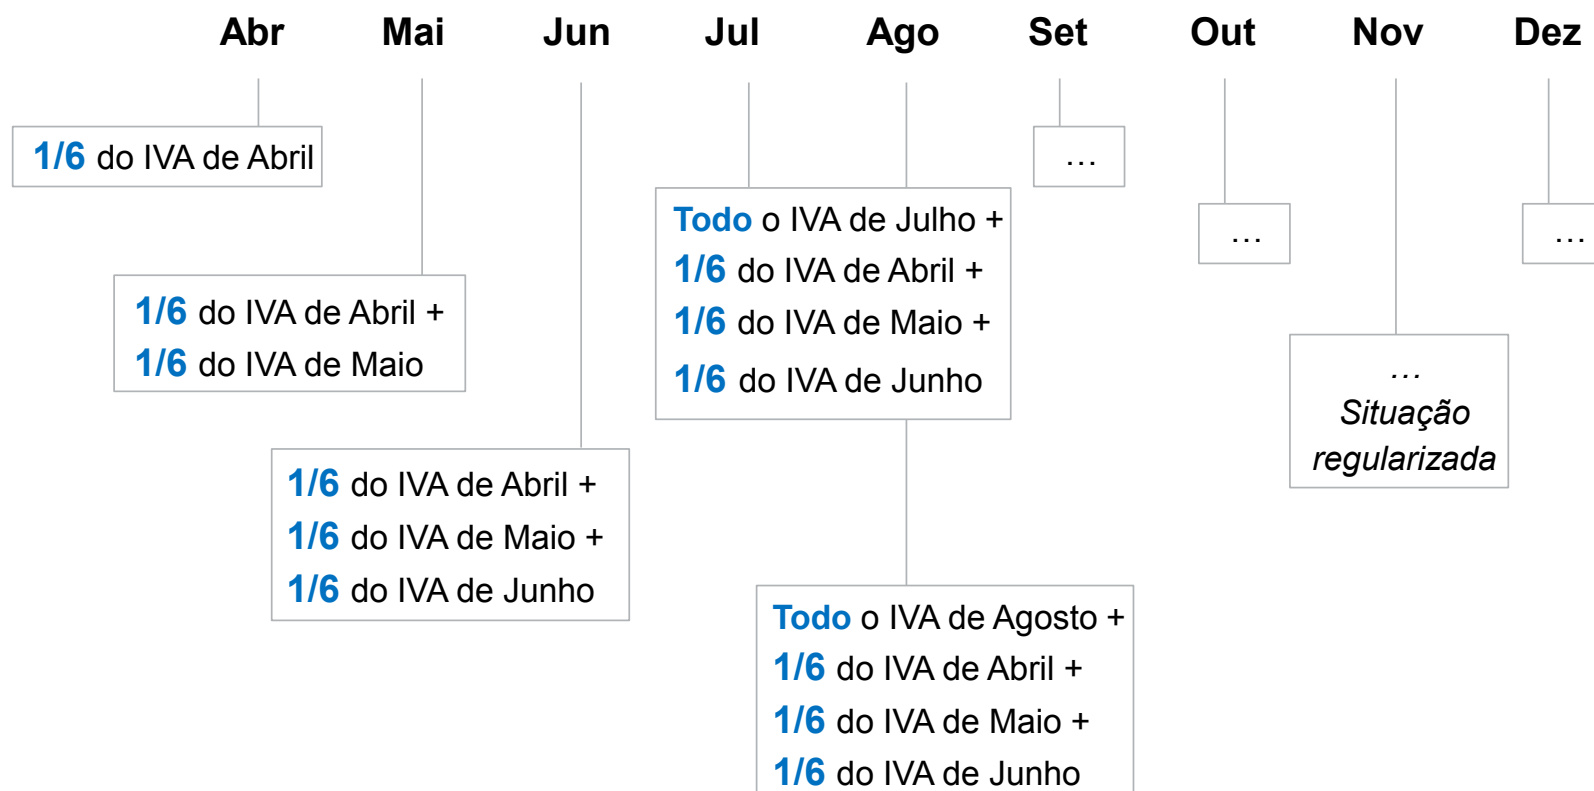 Abr Mai Jun Jul Ago Set Out Nov Dez
1/6 do IVA de Abril
1/6 do IVA de Abril +
1/6 do IVA de Maio
1/6 do IVA de Abril +
1/6 do IVA de Maio +
1/6 do IVA de Junho
Todo o IVA de Julho +
1/6 do IVA de Abril +
1/6 do IVA de Maio +
1/6 do IVA de Junho
Todo o IVA de Agosto +
1/6 do IVA de Abril +
1/6 do IVA de Maio +
1/6 do IVA de Junho
...
...
...
Situação
regularizada
...